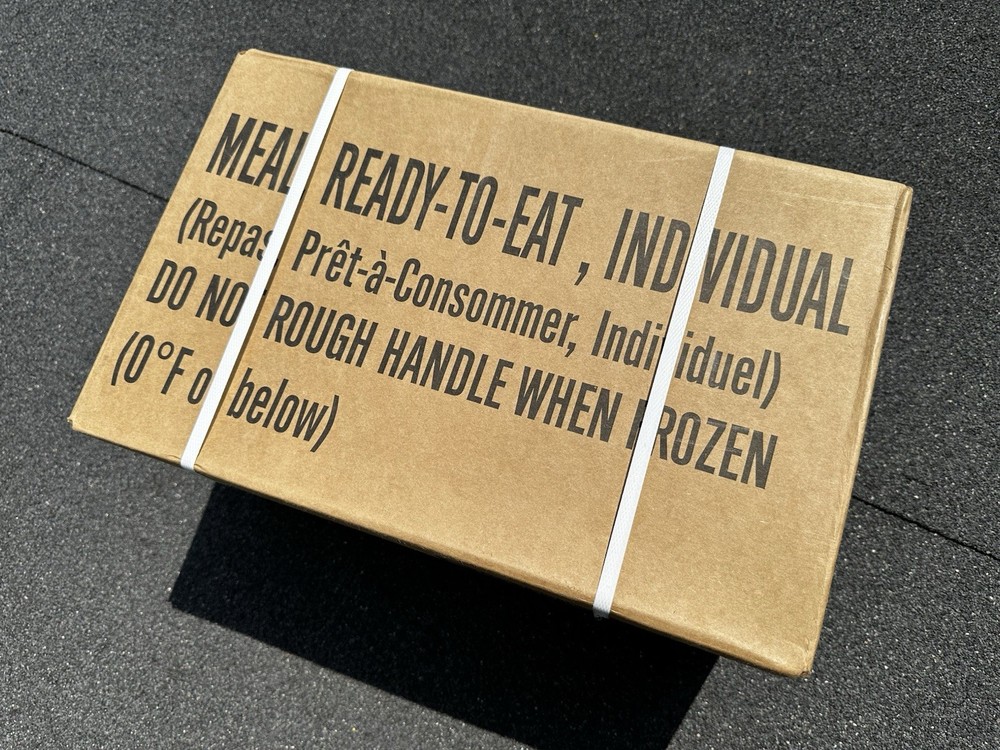 MEAL READY-TO-EAT , INDIVIDUAL
(Repas Prêt-à-Consommer, Individuel)
DO NOT ROUGH HANDLE WHEN FROZEN
(0°F or below)